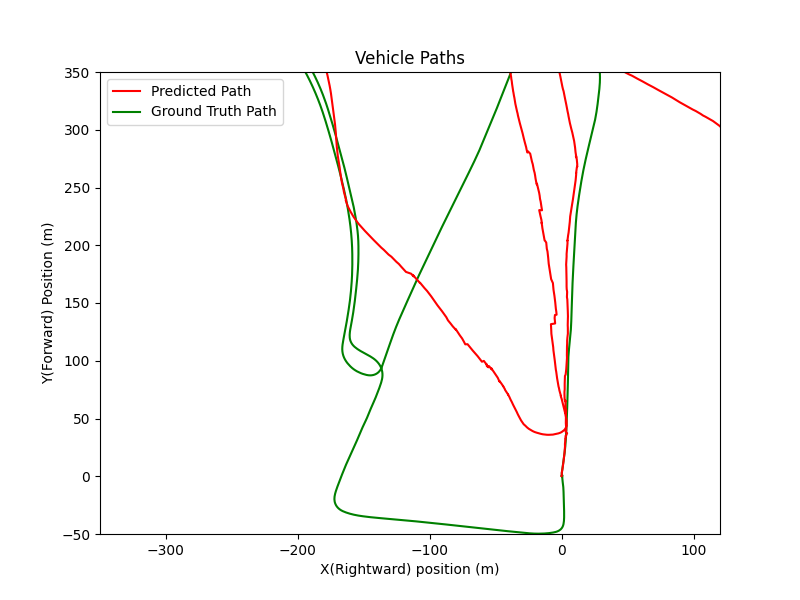 Vehicle Paths
Predicted Path
Ground Truth Path
350
300
250
200
150
100
50
0
−50
Y(Forward) Position (m)
−300
−200
−100
0
100
X(Rightward) position (m)